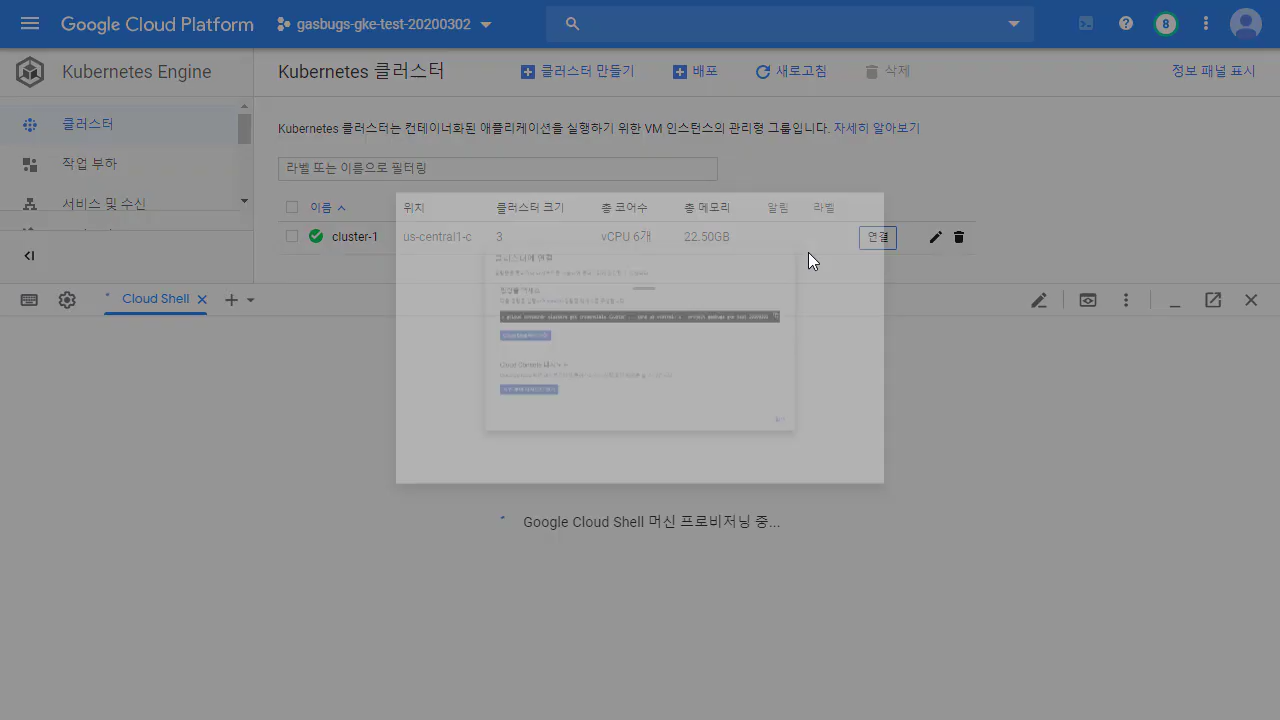 Google Cloud Platform
gasbugs-gke-test-20200302
8
Kubernetes Engine
Kubernetes 클러스터
클러스터 만들기
배포
새로고침
삭제
정보 패널 표시
클러스터
작업 부하
서비스 및 수신
Kubernetes 클러스터는 컨테이너화된 애플리케이션을 실행하기 위한 VM 인스턴스의 관리형 그룹입니다. 자세히 알아보기
라벨 또는 이름으로 필터링
이름 위치 클러스터 크기 총 코어수 총 메모리 알림 라벨
cluster-1 us-central1-c 3 vCPU 6개 22.50GB 연결
클러스터에 연결
Cloud Shell
Google Cloud Shell 머신 프로비저닝 중...